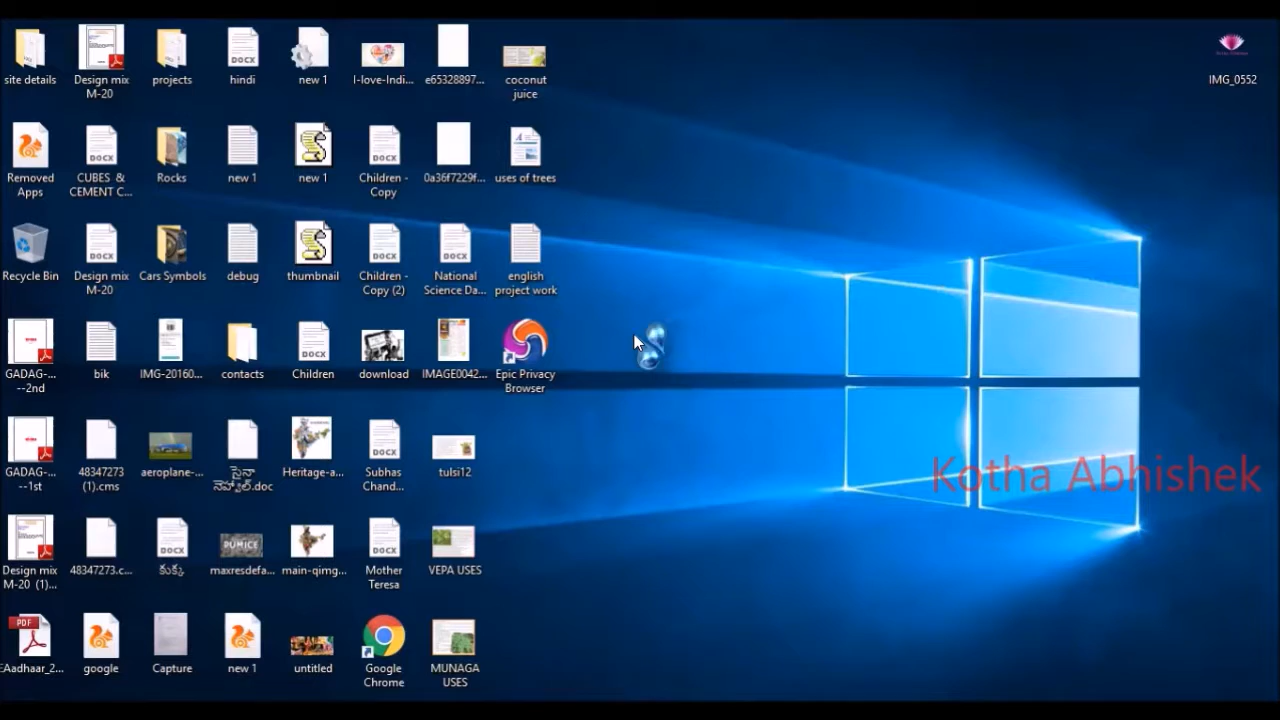 site details
Design mix
M-20
projects
hindi
new 1
I-love-Indi...
e65328897...
coconut
juice
IMG_0552
Removed
Apps
CUBES &
CEMENT C...
Rocks
new 1
new 1
Children -
Copy
0a36f7229f...
uses of trees
Recycle Bin
Design mix
M-20
Cars Symbols
debug
thumbnail
Children -
Copy (2)
National
Science Da...
english
project work
GADAG-...
--2nd
bik
IMG-20160...
contacts
Children
download
IMAGE0042...
Epic Privacy
Browser
GADAG-...
--1st
48347273
(1).cms
aeroplane-...
సైనా
నెహ్వాల్.doc
Heritage-a...
Subhas
Chand...
tulsi12
Kotha Abhishek
Design mix
M-20 (1)...
48347273.c...
కుక్క
PUMICE
maxresdefa...
main-qimg...
Mother
Teresa
VEPA USES
PDF
EAadhaar_2...
google
Capture
new 1
untitled
Google
Chrome
MUNAGA
USES